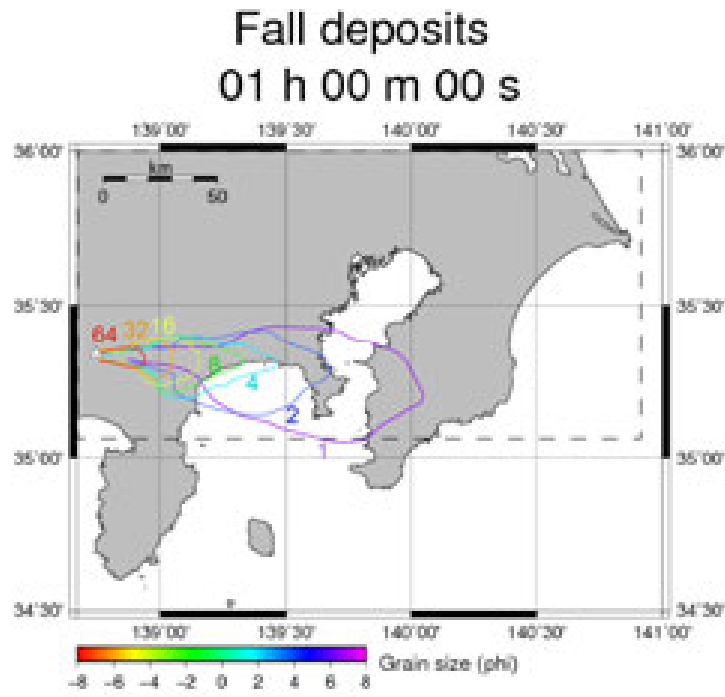 Fall deposits
01 h 00 m 00 s
139˚00' 139˚30' 140˚00' 140˚30' 141˚00'
36˚00' 36˚00'
km
0 50
35˚30' 35˚30'
64 32 16
8
4
2
1
35˚00' 35˚00'
34˚30' 34˚30'
139˚00' 139˚30' 140˚00' 140˚30' 141˚00'
Grain size (phi)
-8 -6 -4 -2 0 2 4 6 8